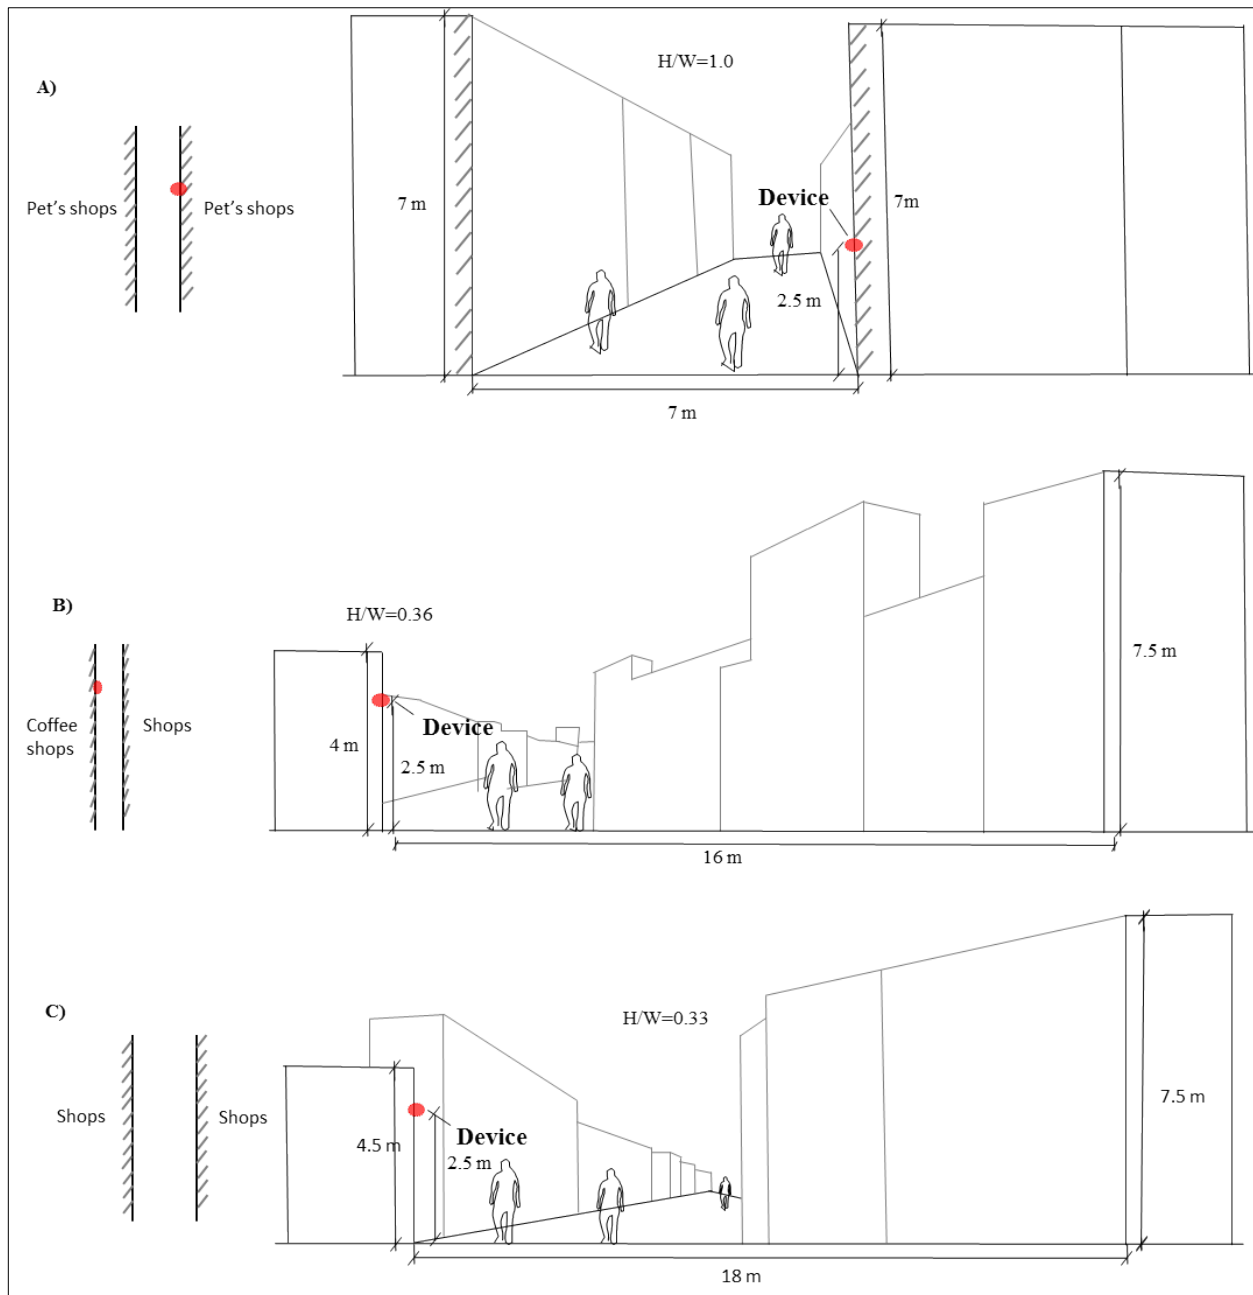 H/W=1.0
A)
Pet's shops
Pet's shops
7 m
Device
7m
2.5 m
7 m
B)
H/W=0.36
Coffee
shops
Shops
4 m
Device
2.5 m
7.5 m
16 m
C)
H/W=0.33
Shops
Shops
4.5 m
Device
2.5 m
7.5 m
18 m